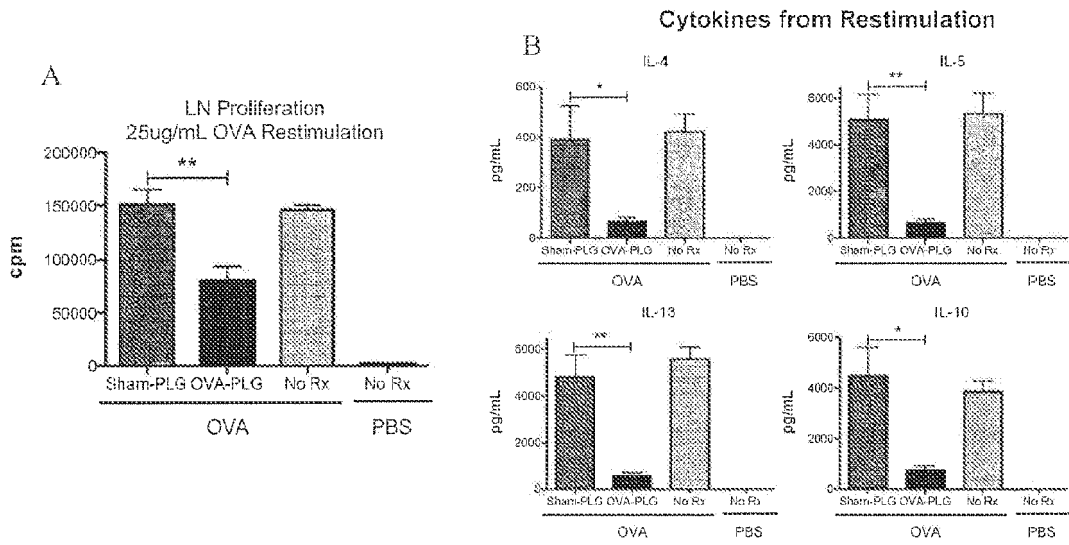 A
LN Proliferation
25ug/mL OVA Restimulation
**
200000
150000
100000
50000
0
cpm
Sham-PLG OVA-PLG No Rx No Rx
OVA PBS
Cytokines from Restimulation
B
IL-4
*
600
400
200
0
pg/mL
Sham-PLG OVA-PLG No Rx No Rx
OVA PBS
IL-5
**
6000
4000
2000
0
pg/mL
Sham-PLG OVA-PLG No Rx No Rx
OVA PBS
IL-13
**
6000
4000
2000
0
pg/mL
Sham-PLG OVA-PLG No Rx No Rx
OVA PBS
IL-10
*
6000
4000
2000
0
pg/mL
Sham-PLG OVA-PLG No Rx No Rx
OVA PBS